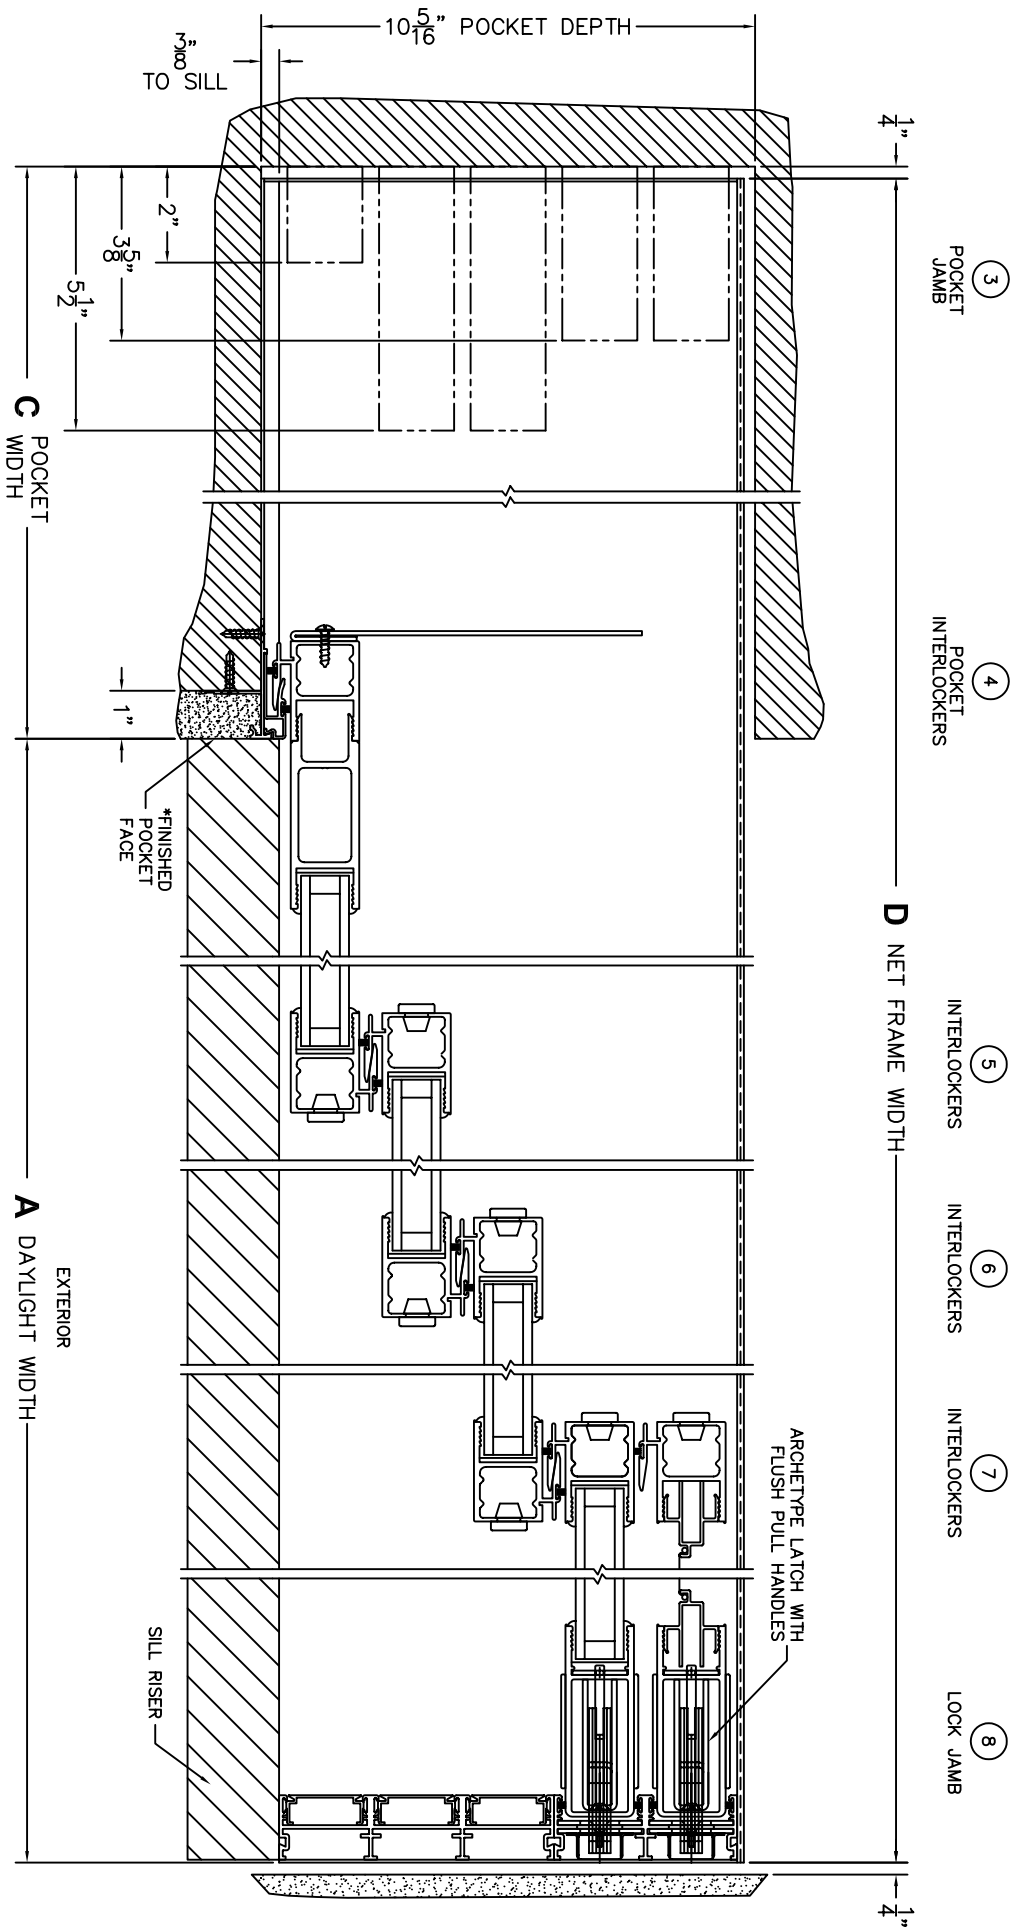 10 5/16" POCKET DEPTH
3/8"
TO SILL
1/4"
2"
3 5/8"
5 1/2"
C POCKET
WIDTH
1"
*FINISHED
POCKET
FACE
D NET FRAME WIDTH
A DAYLIGHT WIDTH
EXTERIOR
SILL RISER
ARCHETYPE LATCH WITH
FLUSH PULL HANDLES
1/4"
3
POCKET
JAMB
4
POCKET
INTERLOCKERS
5
INTERLOCKERS
6
INTERLOCKERS
7
INTERLOCKERS
8
LOCK JAMB